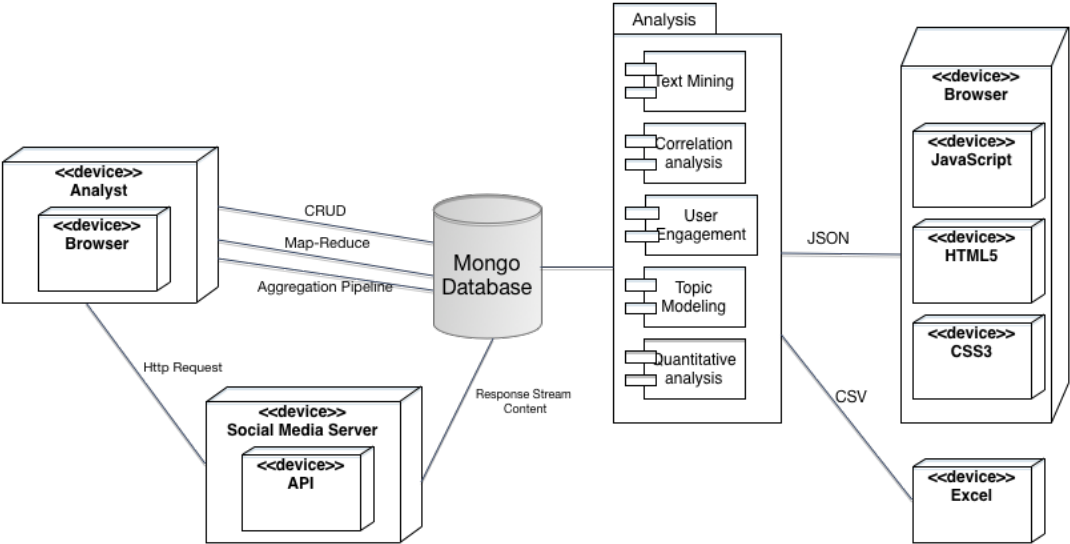 Analysis
Text Mining
Correlation
analysis
User
Engagement
Topic
Modeling
Quantitative
analysis
<<device>>
Browser
<<device>>
JavaScript
<<device>>
HTML5
<<device>>
CSS3
<<device>>
Analyst
<<device>>
Browser
CRUD
Map-Reduce
Aggregation Pipeline
Mongo
Database
JSON
CSV
Http Request
Response Stream
Content
<<device>>
Social Media Server
<<device>>
API
<<device>>
Excel